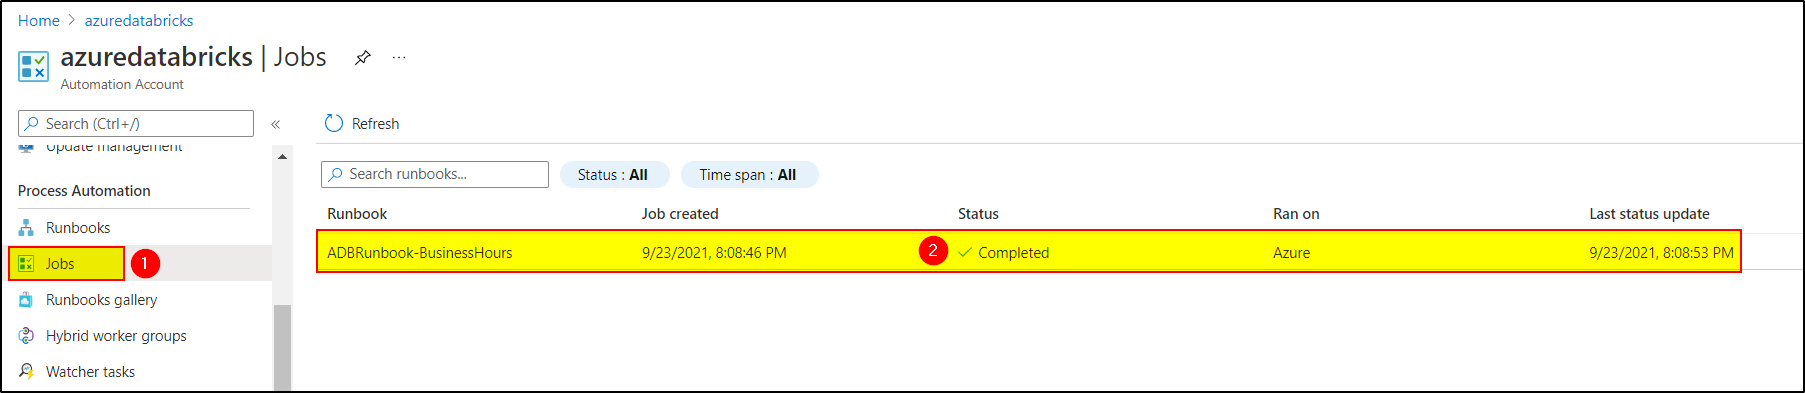 Home > azuredatabricks
azuredatabricks | Jobs
Automation Account
Search (Ctrl+/)
Update management
Process Automation
Runbooks
Jobs
1
Runbooks gallery
Hybrid worker groups
Watcher tasks
Refresh
Search runbooks...
Status : All
Time span : All
Runbook Job created Status Ran on Last status update
ADBRunbook-BusinessHours 9/23/2021, 8:08:46 PM 2 Completed Azure 9/23/2021, 8:08:53 PM